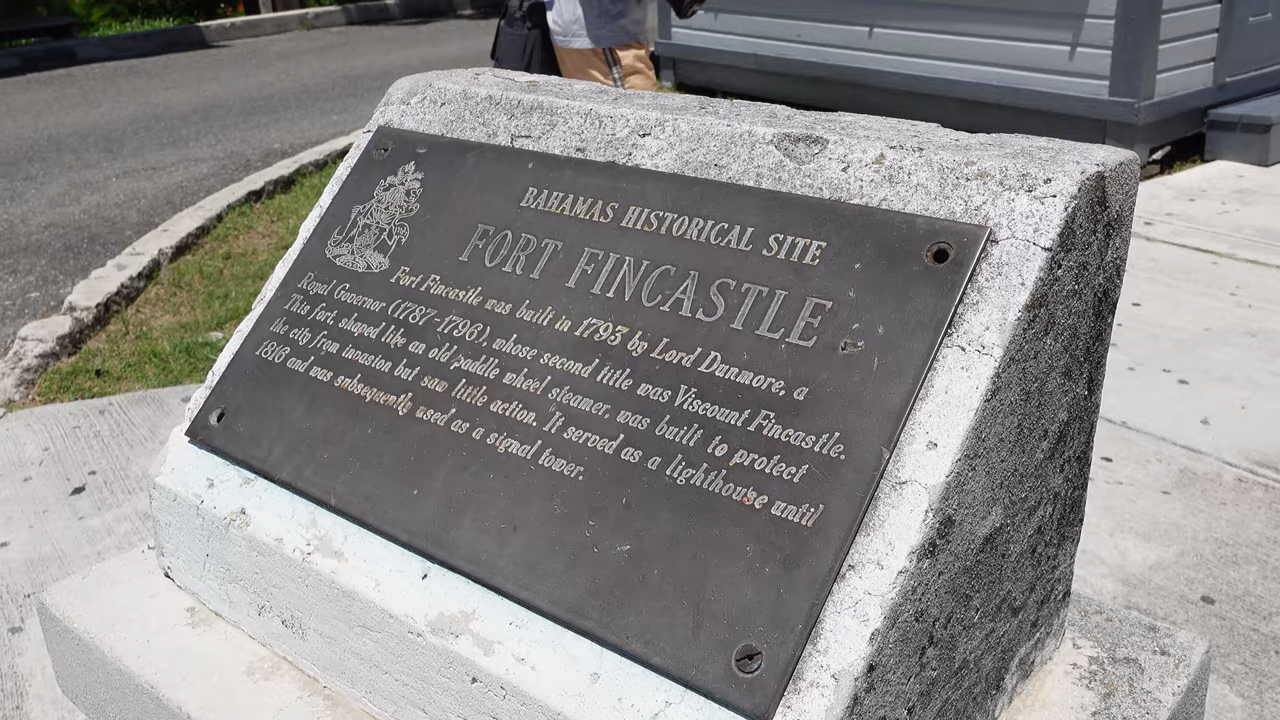 BAHAMAS HISTORICAL SITE
FORT FINCASTLE
Fort Fincastle was built in 1793 by Lord Dunmore, a
Royal Governor (1787-1796), whose second title was Viscount Fincastle.
This fort, shaped like an old paddle wheel steamer, was built to protect
the city from invasion but saw little action. It served as a lighthouse until
1816 and was subsequently used as a signal tower.